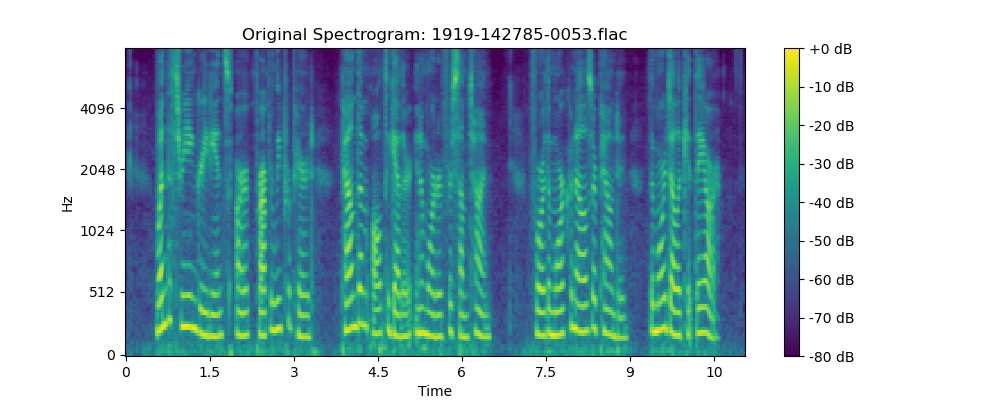 Original Spectrogram: 1919-142785-0053.flac
Hz
4096
2048
1024
512
0
0 1.5 3 4.5 6 7.5 9 10
Time
+0 dB
-10 dB
-20 dB
-30 dB
-40 dB
-50 dB
-60 dB
-70 dB
-80 dB